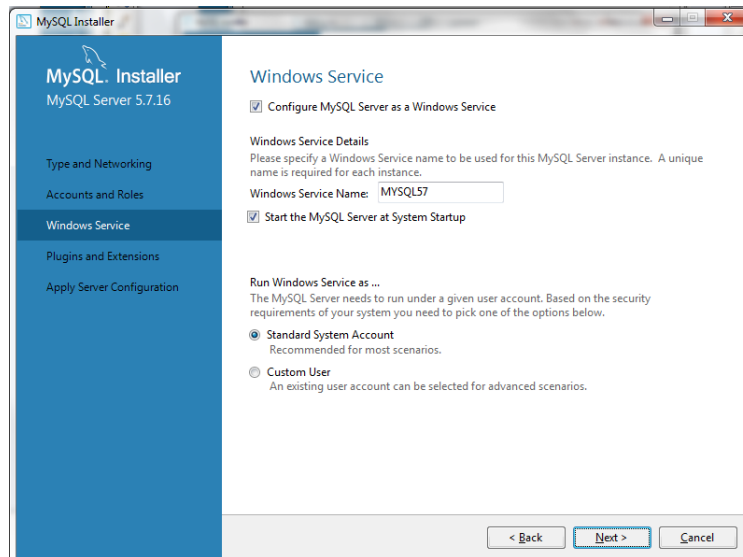 MySQL Installer
MySQL. Installer
MySQL Server 5.7.16
Type and Networking
Accounts and Roles
Windows Service
Plugins and Extensions
Apply Server Configuration
Windows Service
Configure MySQL Server as a Windows Service
Windows Service Details
Please specify a Windows Service name to be used for this MySQL Server instance. A unique
name is required for each instance.
Windows Service Name: MYSQL57
Start the MySQL Server at System Startup
Run Windows Service as ...
The MySQL Server needs to run under a given user account. Based on the security
requirements of your system you need to pick one of the options below.
Standard System Account
Recommended for most scenarios.
Custom User
An existing user account can be selected for advanced scenarios.
< Back
Next >
Cancel